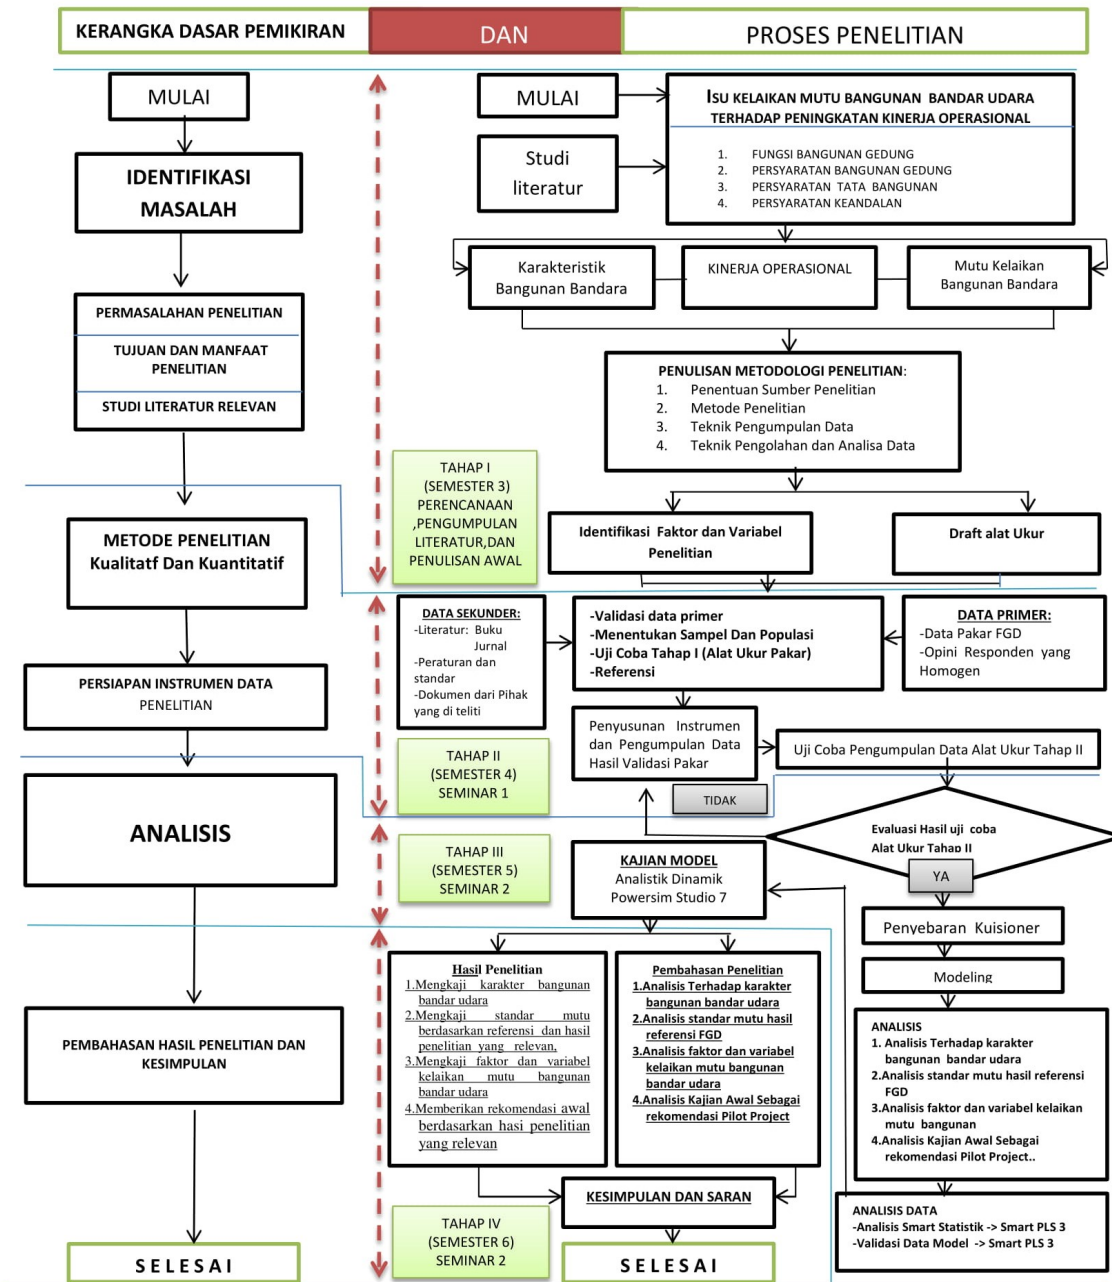 KERANGKA DASAR PEMIKIRAN
DAN
PROSES PENELITIAN
MULAI
IDENTIFIKASI
MASALAH
PERMASALAHAN PENELITIAN
TUJUAN DAN MANFAAT
PENELITIAN
STUDI LITERATUR RELEVAN
METODE PENELITIAN
Kualitatf Dan Kuantitatif
PERSIAPAN INSTRUMEN DATA
PENELITIAN
ANALISIS
PEMBAHASAN HASIL PENELITIAN DAN
KESIMPULAN
SELESAI
TAHAP I
(SEMESTER 3)
PERENCANAAN
,PENGUMPULAN
LITERATUR,DAN
PENULISAN AWAL
TAHAP II
(SEMESTER 4)
SEMINAR 1
TAHAP III
(SEMESTER 5)
SEMINAR 2
TAHAP IV
(SEMESTER 6)
SEMINAR 2
MULAI
Studi
literatur
ISU KELAIKAN MUTU BANGUNAN BANDAR UDARA
TERHADAP PENINGKATAN KINERJA OPERASIONAL
1. FUNGSI BANGUNAN GEDUNG
2. PERSYARATAN BANGUNAN GEDUNG
3. PERSYARATAN TATA BANGUNAN
4. PERSYARATAN KEANDALAN
Karakteristik
Bangunan Bandara
KINERJA OPERASIONAL
Mutu Kelaikan
Bangunan Bandara
PENULISAN METODOLOGI PENELITIAN:
1. Penentuan Sumber Penelitian
2. Metode Penelitian
3. Teknik Pengumpulan Data
4. Teknik Pengolahan dan Analisa Data
Identifikasi Faktor dan Variabel
Penelitian
Draft alat Ukur
DATA SEKUNDER:
-Literatur: Buku
Jurnal
-Peraturan dan
standar
-Dokumen dari Pihak
yang di teliti
-Validasi data primer
-Menentukan Sampel Dan Populasi
-Uji Coba Tahap I (Alat Ukur Pakar)
-Referensi
DATA PRIMER:
-Data Pakar FGD
-Opini Responden yang
Homogen
Penyusunan Instrumen
dan Pengumpulan Data
Hasil Validasi Pakar
Uji Coba Pengumpulan Data Alat Ukur Tahap II
TIDAK
Evaluasi Hasil uji coba
Alat Ukur Tahap II
YA
KAJIAN MODEL
Analistik Dinamik
Powersim Studio 7
Penyebaran Kuisioner
Modeling
Hasil Penelitian
1.Mengkaji karakter bangunan
bandar udara
2.Mengkaji standar mutu
berdasarkan referensi dan hasil
penelitian yang relevan,
3.Mengkaji faktor dan variabel
kelaikan mutu bangunan
bandar udara
4.Memberikan rekomendasi awal
berdasarkan hasi penelitian
yang relevan
Pembahasan Penelitian
1.Analisis Terhadap karakter
bangunan bandar udara
2.Analisis standar mutu hasil
referensi FGD
3.Analisis faktor dan variabel
kelaikan mutu bangunan
bandar udara
4.Analisis Kajian Awal Sebagai
rekomendasi Pilot Project
ANALISIS
1. Analisis Terhadap karakter
bangunan bandar udara
2.Analisis standar mutu hasil referensi
FGD
3.Analisis faktor dan variabel kelaikan
mutu bangunan
4.Analisis Kajian Awal Sebagai
rekomendasi Pilot Project..
KESIMPULAN DAN SARAN
ANALISIS DATA
-Analisis Smart Statistik -> Smart PLS 3
-Validasi Data Model -> Smart PLS 3
SELESAI